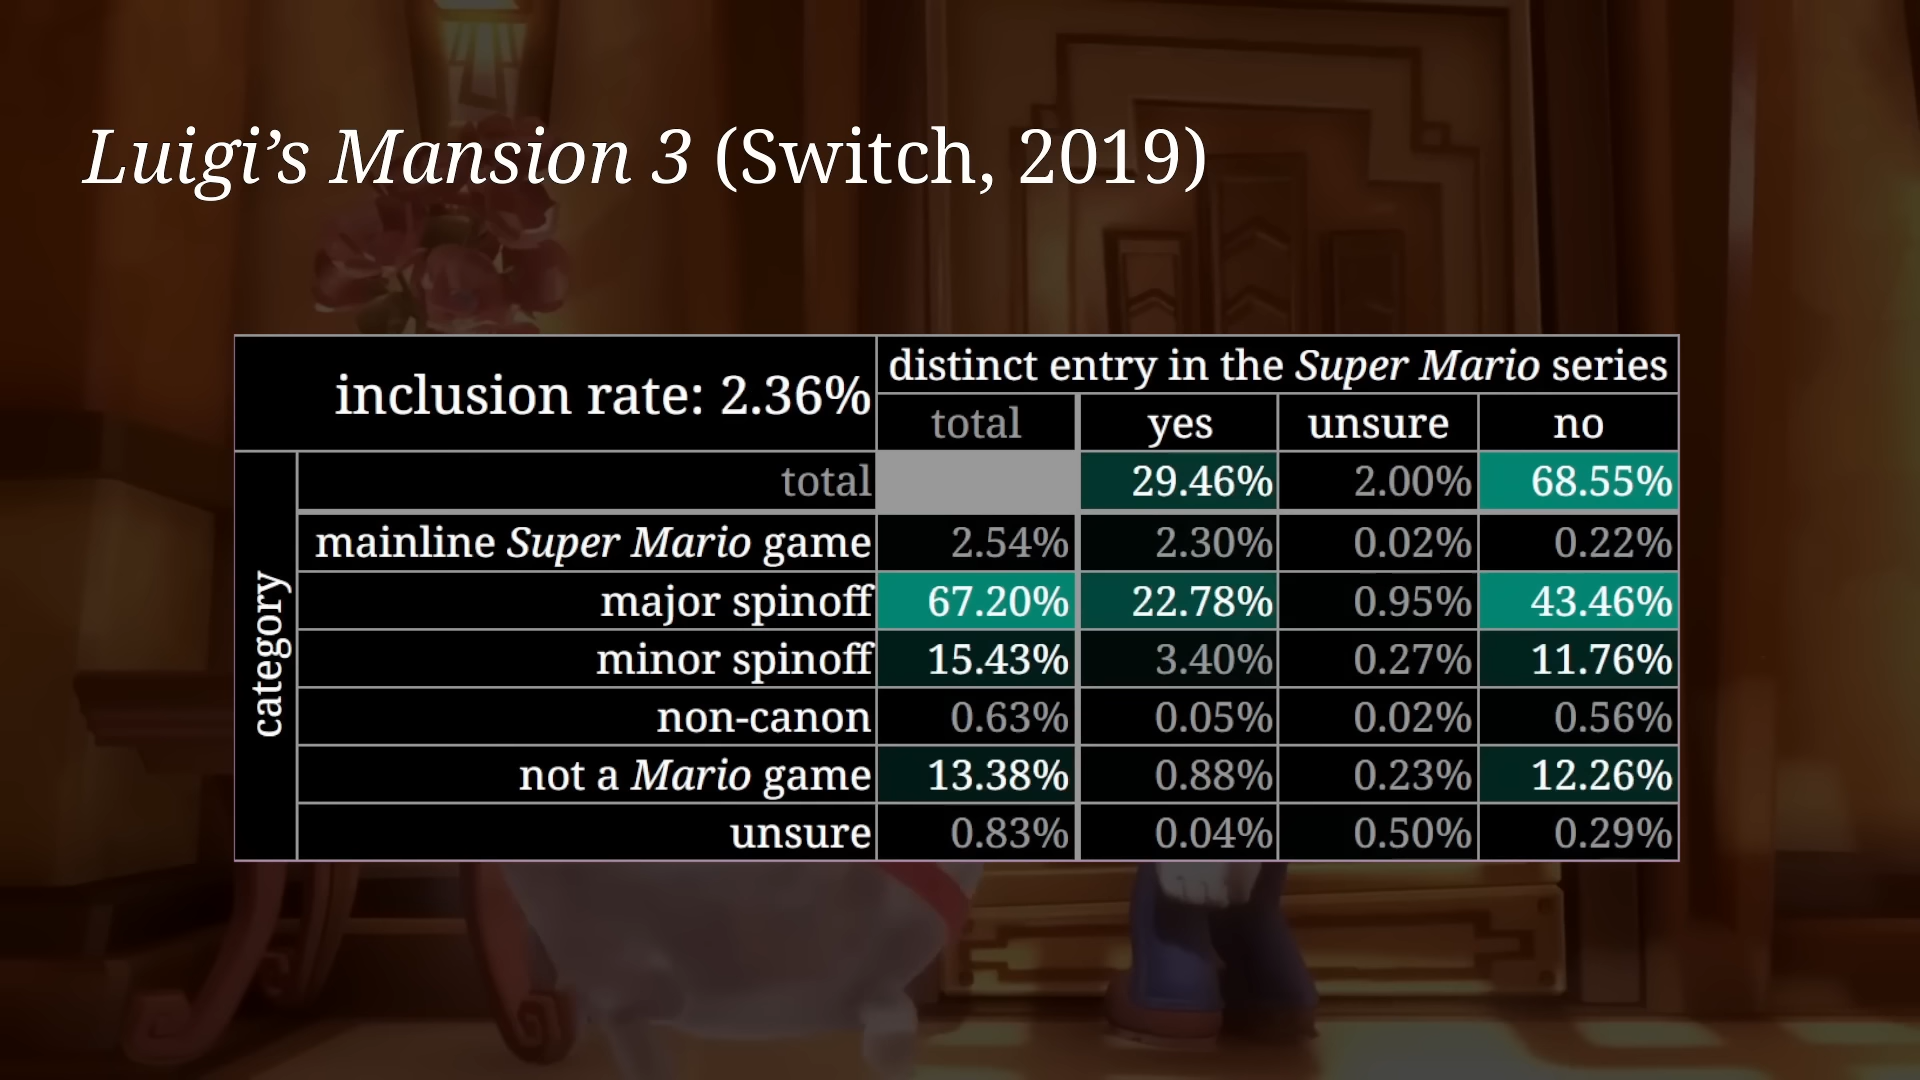 Luigi’s Mansion 3 (Switch, 2019)
inclusion rate: 2.36%
distinct entry in the Super Mario series
total yes unsure no
total 29.46% 2.00% 68.55%
category
mainline Super Mario game 2.54% 2.30% 0.02% 0.22%
major spinoff 67.20% 22.78% 0.95% 43.46%
minor spinoff 15.43% 3.40% 0.27% 11.76%
non-canon 0.63% 0.05% 0.02% 0.56%
not a Mario game 13.38% 0.88% 0.23% 12.26%
unsure 0.83% 0.04% 0.50% 0.29%